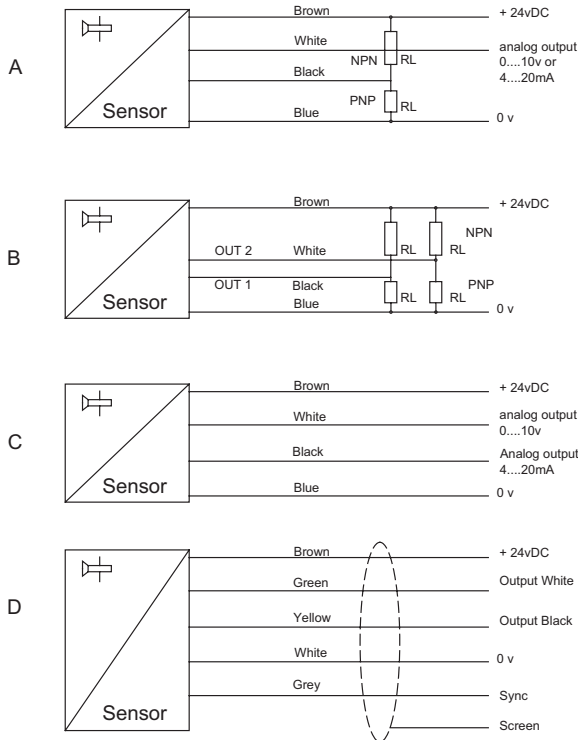 A
Brown
+ 24vDC
White
analog output
0....10v or
4....20mA
NPN
RL
Black
PNP
RL
Sensor
Blue
0 v
B
Brown
+ 24vDC
NPN
OUT 2
White
RL
RL
OUT 1
Black
PNP
RL
RL
Sensor
Blue
0 v
C
Brown
+ 24vDC
White
analog output
0....10v
Black
Analog output
4....20mA
Sensor
Blue
0 v
D
Brown
+ 24vDC
Green
Output White
Yellow
Output Black
White
0 v
Grey
Sync
Sensor
Screen